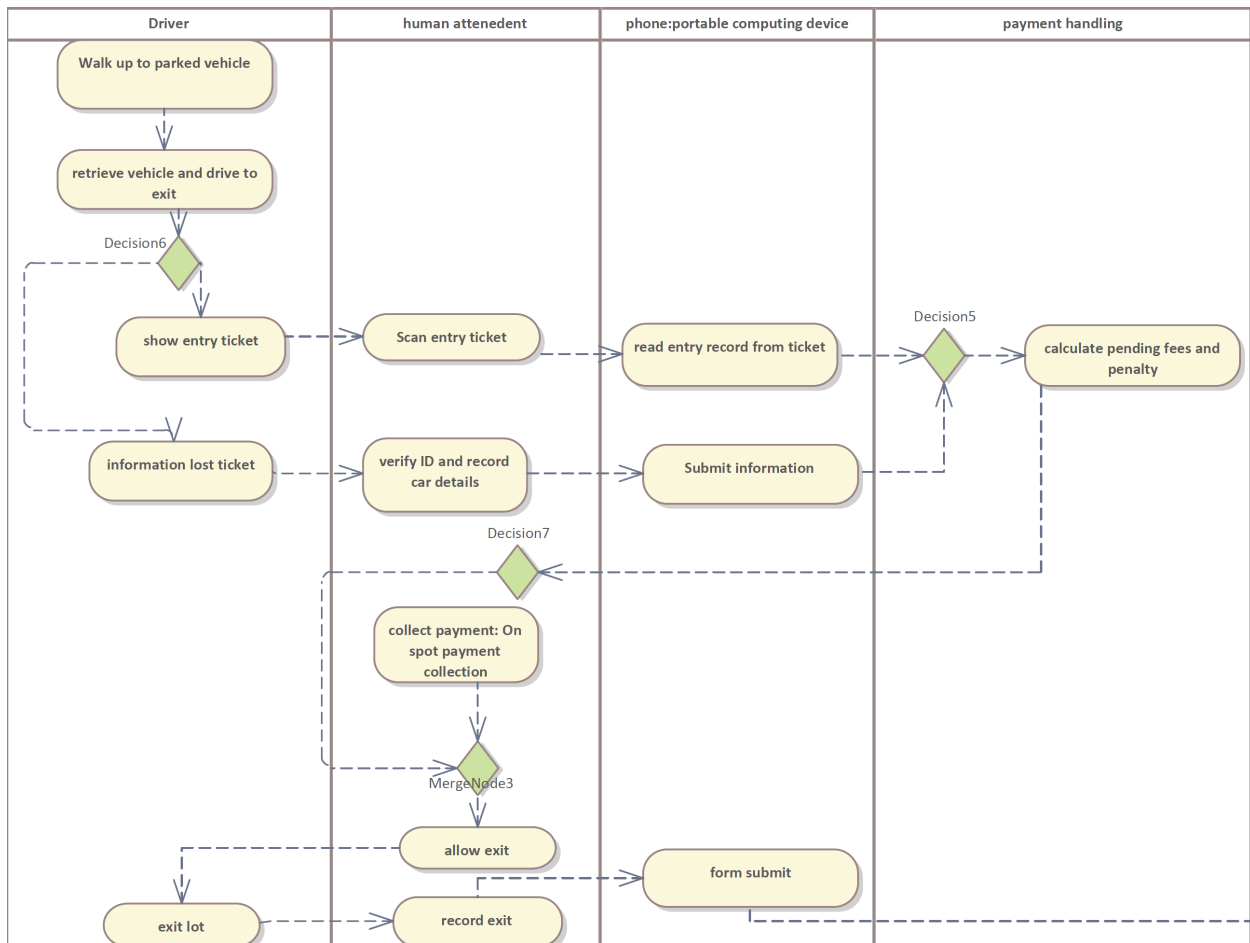 Driver
human attenedent
phone:portable computing device
payment handling
Walk up to parked vehicle
retrieve vehicle and drive to
exit
Decision6
show entry ticket
Scan entry ticket
read entry record from ticket
Decision5
calculate pending fees and
penalty
information lost ticket
verify ID and record
car details
Submit information
Decision7
collect payment: On
spot payment
collection
MergeNode3
allow exit
form submit
exit lot
record exit